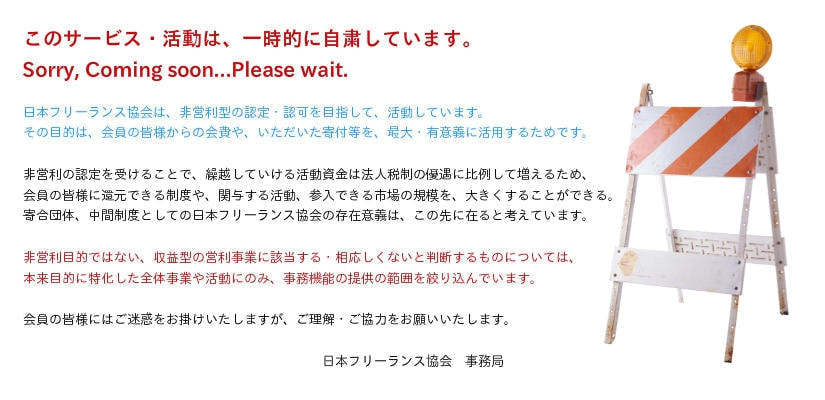 このサービス・活動は、一時的に自粛しています。
Sorry, Coming soon...Please wait.
日本フリーランス協会は、非営利型の認定・認可を目指して、活動しています。
その目的は、会員の皆様からの会費や、いただいた寄付等を、最大・有意義に活用するためです。
非営利の認定を受けることで、繰越していける活動資金は法人税制の優遇に比例して増えるため、
会員の皆様に還元できる制度や、関与する活動、参入できる市場の規模を、大きくすることができる。
寄合団体、中間制度としての日本フリーランス協会の存在意義は、この先に在ると考えています。
非営利目的ではない、収益型の営利事業に該当する・相応しくないと判断するものについては、
本来目的に特化した全体事業や活動にのみ、事務機能の提供の範囲を絞り込んでいます。
会員の皆様にはご迷惑をお掛けいたしますが、ご理解・ご協力をお願いいたします。
日本フリーランス協会　事務局